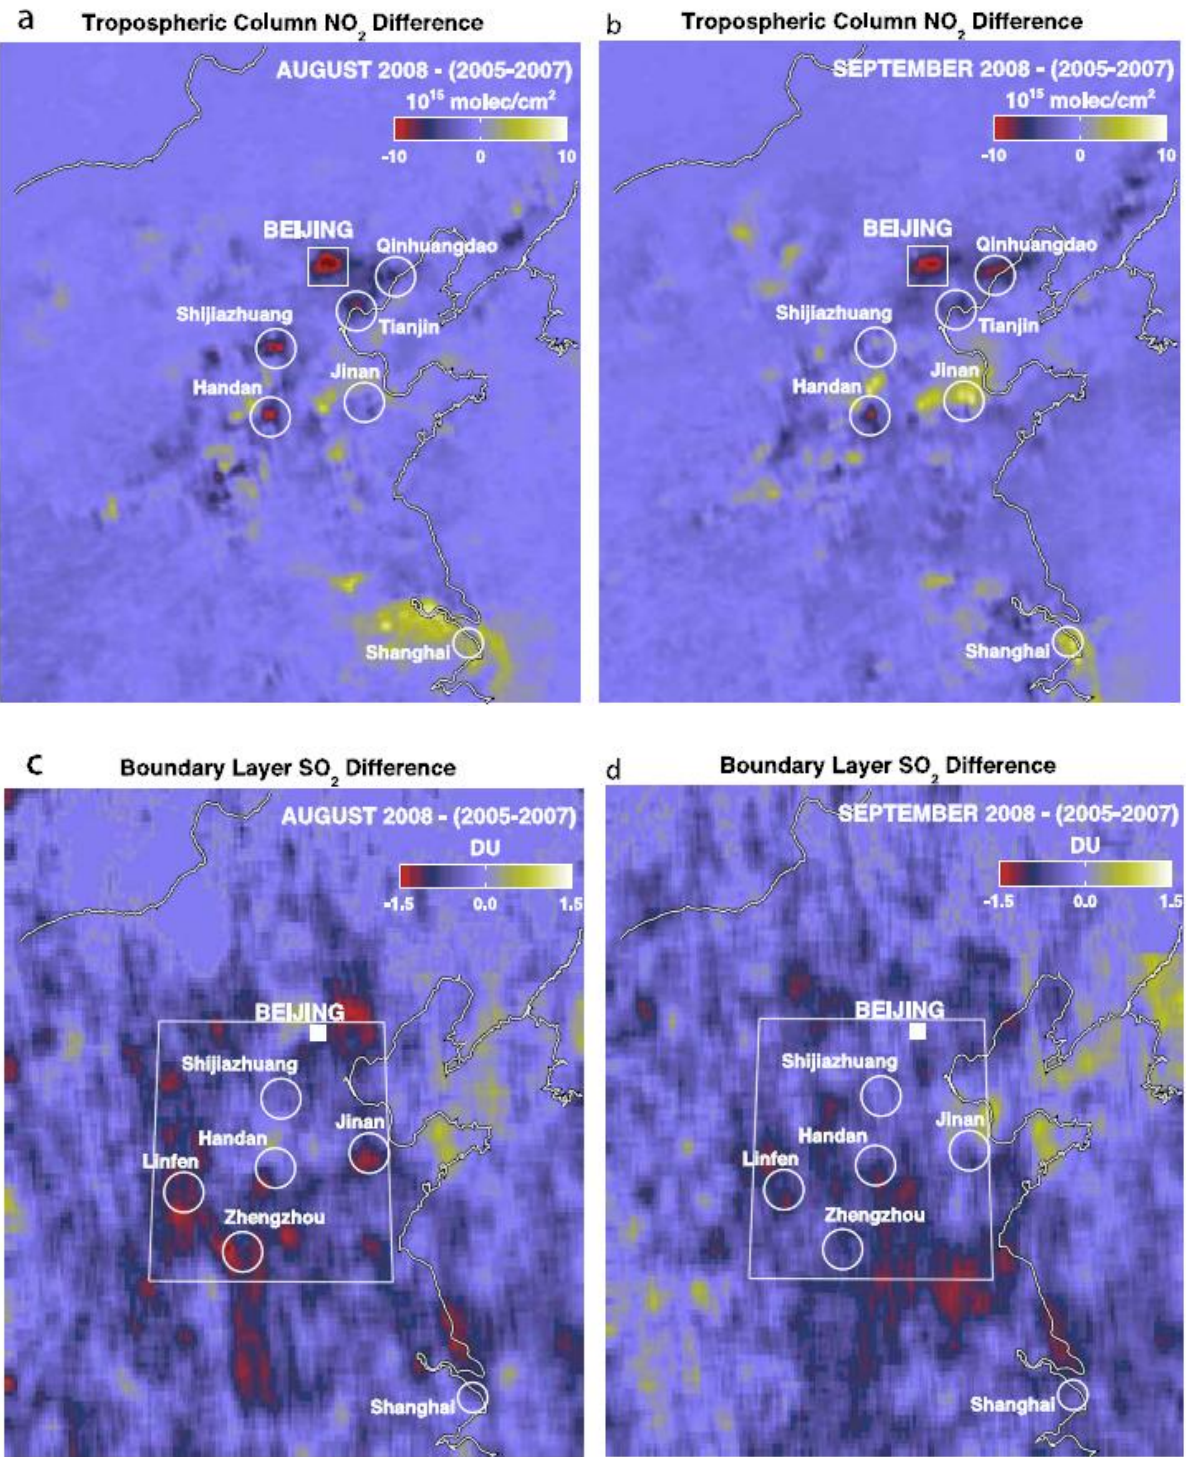 a
Tropospheric Column NO2 Difference
AUGUST 2008 - (2005-2007)
10^15 molec/cm^2
-10 0 10
BEIJING
Qinhuangdao
Shijiazhuang
Tianjin
Jinan
Handan
Shanghai
b
Tropospheric Column NO2 Difference
SEPTEMBER 2008 - (2005-2007)
10^15 molec/cm^2
-10 0 10
BEIJING
Qinhuangdao
Shijiazhuang
Tianjin
Jinan
Handan
Shanghai
c
Boundary Layer SO2 Difference
AUGUST 2008 - (2005-2007)
DU
-1.5 0.0 1.5
BEIJING
Shijiazhuang
Jinan
Handan
Linfen
Zhengzhou
Shanghai
d
Boundary Layer SO2 Difference
SEPTEMBER 2008 - (2005-2007)
DU
-1.5 0.0 1.5
BEIJING
Shijiazhuang
Jinan
Handan
Linfen
Zhengzhou
Shanghai